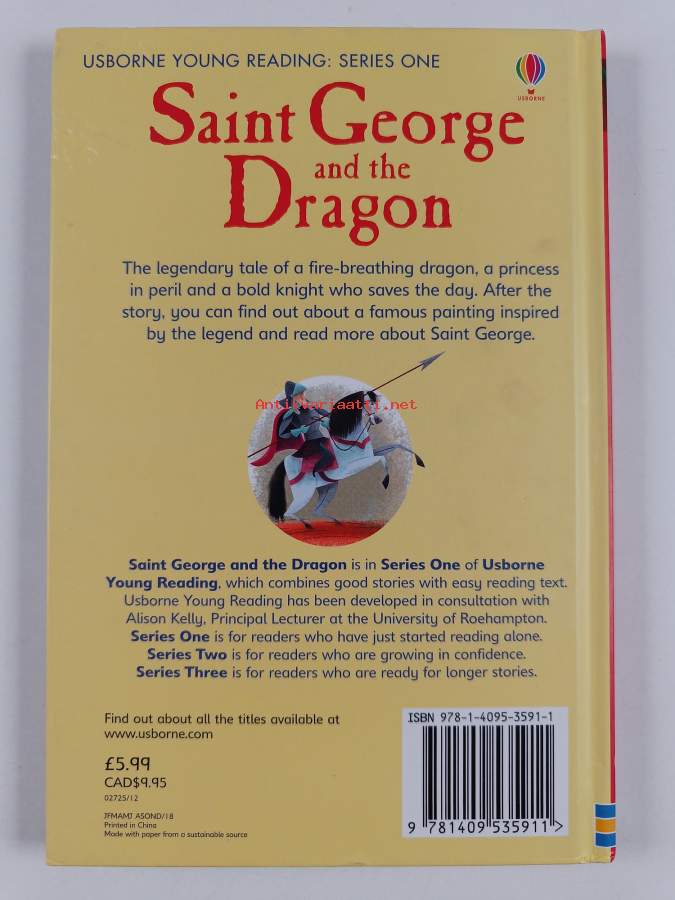 USBORNE YOUNG READING: SERIES ONE
USBORNE
Saint George
and the
Dragon
The legendary tale of a fire-breathing dragon, a princess
in peril and a bold knight who saves the day. After the
story, you can find out about a famous painting inspired
by the legend and read more about Saint George.
Antikvariaatti.net
Saint George and the Dragon is in Series One of Usborne
Young Reading, which combines good stories with easy reading text.
Usborne Young Reading has been developed in consultation with
Alison Kelly, Principal Lecturer at the University of Roehampton.
Series One is for readers who have just started reading alone.
Series Two is for readers who are growing in confidence.
Series Three is for readers who are ready for longer stories.
Find out about all the titles available at
www.usborne.com
£5.99
CAD$9.95
02725/12
JFMAMJ ASOND/18
Printed in China
Made with paper from a sustainable source
ISBN 978-1-4095-3591-1
9 781409 535911 >